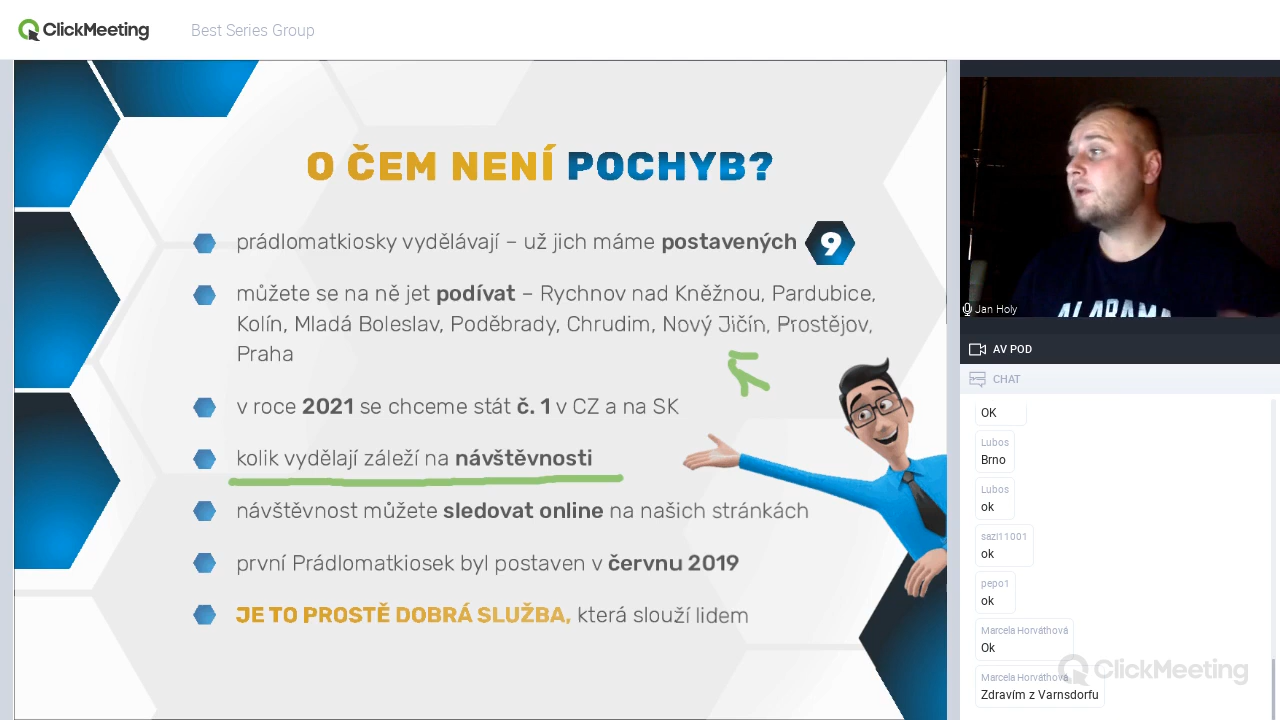 ClickMeeting
Best Series Group
O ČEM NENÍ POCHYB?
prádlomatkiosky vydělávají – už jich máme postavených 9
můžete se na ně jet podívat – Rychnov nad Kněžnou, Pardubice,
Kolín, Mladá Boleslav, Poděbrady, Chrudim, Nový Jičín, Prostějov,
Praha
v roce 2021 se chceme stát č. 1 v CZ a na SK
kolik vydělají záleží na návštěvnosti
návštěvnost můžete sledovat online na našich stránkách
první Prádlomatkiosek byl postaven v červnu 2019
JE TO PROSTĚ DOBRÁ SLUŽBA, která slouží lidem
ALABAMA
Jan Holy
AV POD
CHAT
OK
Lubos
Brno
Lubos
ok
sazi11001
ok
pepo1
ok
Marcela Horváthová
Ok
Marcela Horváthová
Zdravím z Varnsdorfu
ClickMeeting